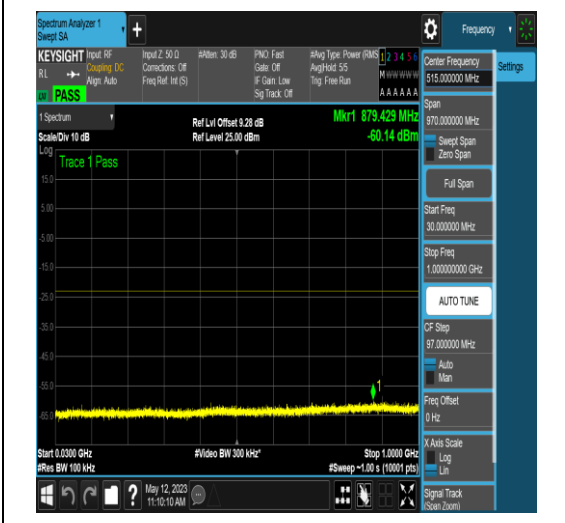 Spectrum Analyzer 1
Swept SA
+
Frequency
KEYSIGHT
RL
Input: RF
Coupling: DC
Align: Auto
Input Z: 50 Ω
Corrections: Off
Freq Ref: Int (S)
#Atten: 30 dB
PNO: Fast
Gate: Off
IF Gain: Low
Sig Track: Off
#Avg Type: Power (RMS
Avg|Hold: 5/5
Trig: Free Run
1 2 3 4 5 6
M W W W W W
A A A A A A
PASS
1 Spectrum
Scale/Div 10 dB
Ref Lvl Offset 9.28 dB
Ref Level 25.00 dBm
Mkr1 879.429 MHz
-60.14 dBm
Log
Trace 1 Pass
15.0
5.00
-5.00
-15.0
-25.0
-35.0
-45.0
-55.0
-65.0
1
Start 0.0300 GHz
#Res BW 100 kHz
#Video BW 300 kHz*
Stop 1.0000 GHz
#Sweep ~1.00 s (10001 pts)
?
May 12, 2023
11:10:10 AM
Settings
Center Frequency
515.000000 MHz
Span
970.000000 MHz
Swept Span
Zero Span
Full Span
Start Freq
30.000000 MHz
Stop Freq
1.000000000 GHz
AUTO TUNE
CF Step
97.000000 MHz
Auto
Man
Freq Offset
0 Hz
X Axis Scale
Log
Lin
Signal Track
(Span Zoom)